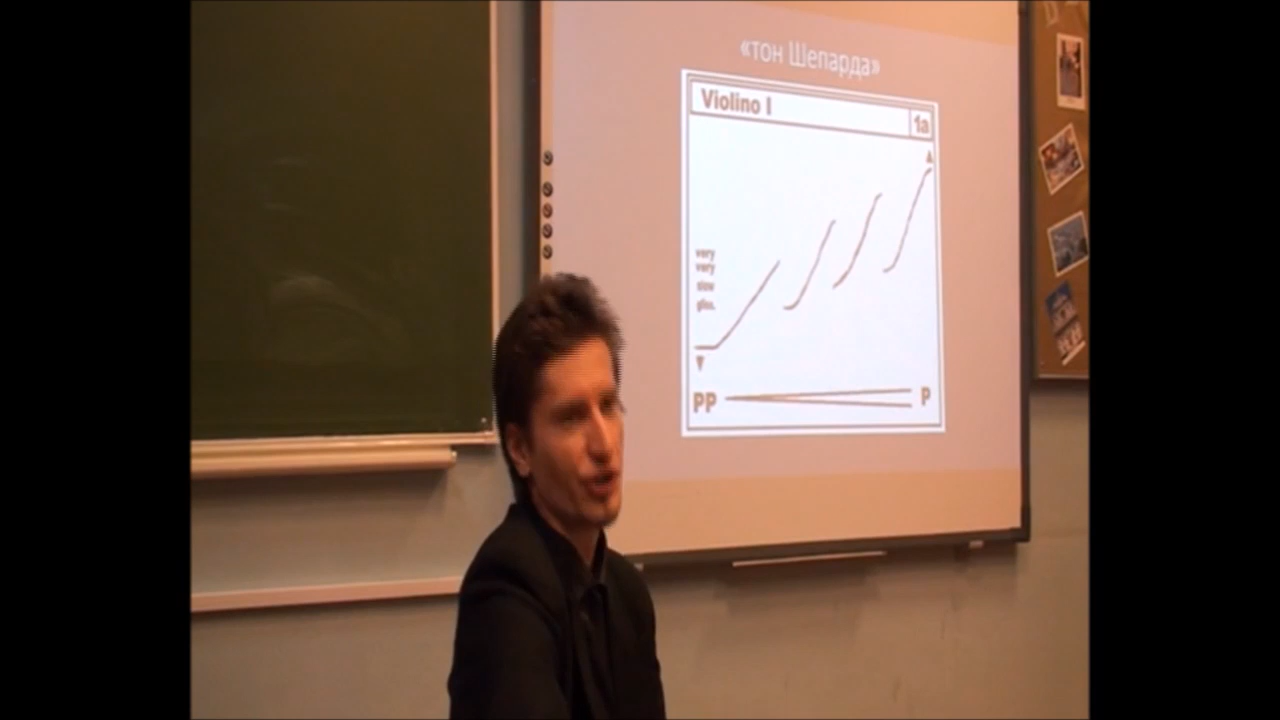 «тон Шепарда»
Violino I
1a
very
very
slow
gliss.
PP
P